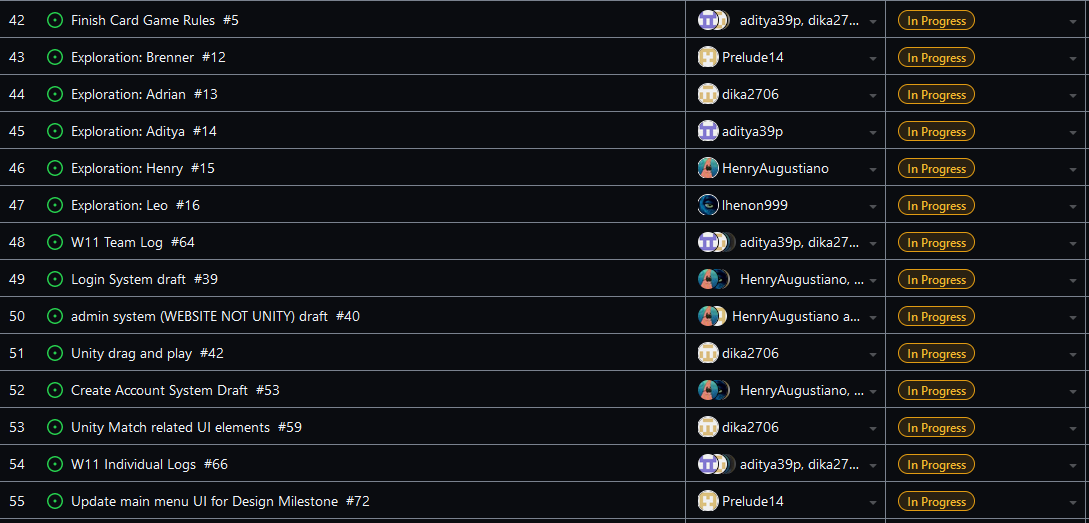 42 Finish Card Game Rules #5 aditya39p, dika27... In Progress
43 Exploration: Brenner #12 Prelude14 In Progress
44 Exploration: Adrian #13 dika2706 In Progress
45 Exploration: Aditya #14 aditya39p In Progress
46 Exploration: Henry #15 HenryAugustiano In Progress
47 Exploration: Leo #16 lhenon999 In Progress
48 W11 Team Log #64 aditya39p, dika27... In Progress
49 Login System draft #39 HenryAugustiano, ... In Progress
50 admin system (WEBSITE NOT UNITY) draft #40 HenryAugustiano a... In Progress
51 Unity drag and play #42 dika2706 In Progress
52 Create Account System Draft #53 HenryAugustiano, ... In Progress
53 Unity Match related UI elements #59 dika2706 In Progress
54 W11 Individual Logs #66 aditya39p, dika27... In Progress
55 Update main menu UI for Design Milestone #72 Prelude14 In Progress